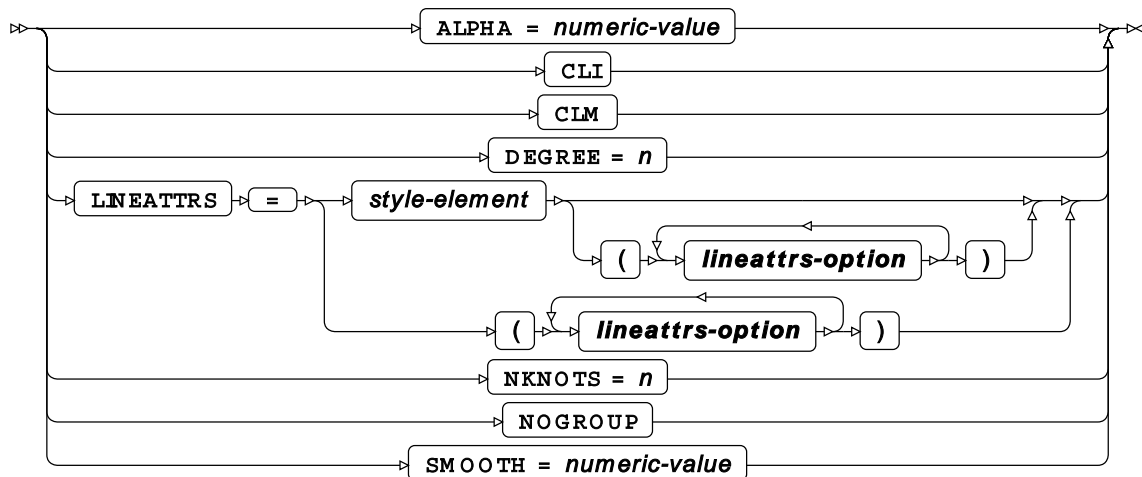 ALPHA = numeric-value
CLI
CLM
DEGREE = n
LINEATTRS = style-element
( lineattrs-option )
( lineattrs-option )
NKNOTS = n
NOGROUP
SMOOTH = numeric-value